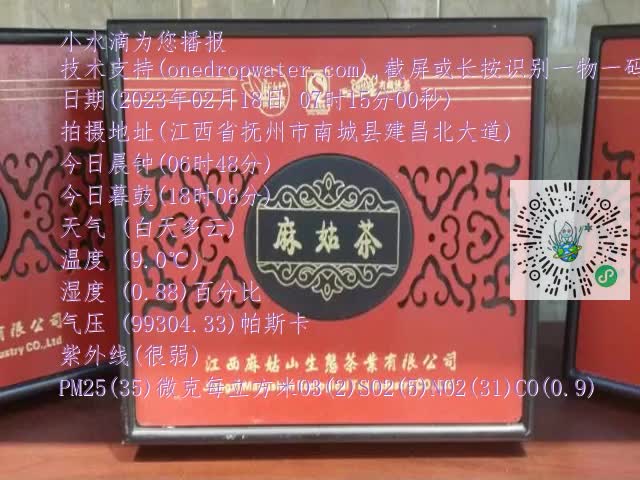 小水滴为您播报
技术支持(onedropwater.com) 截屏或长按识别一物一码
日期(2023年02月18日 07时15分00秒)
拍摄地址(江西省抚州市南城县建昌北大道)
今日晨钟(06时48分)
今日暮鼓(18时06分)
天气 (白天多云)
麻姑茶
温度 (9.0℃)
湿度 (0.88)百分比
气压 (99304.33)帕斯卡
有限公司
ustry CO.,Ltd
紫外线(很弱)
江西麻姑山生態茶業有限公司
PM25(35)微克每立方米O3(2)SO2(5)NO2(31)CO(0.9)